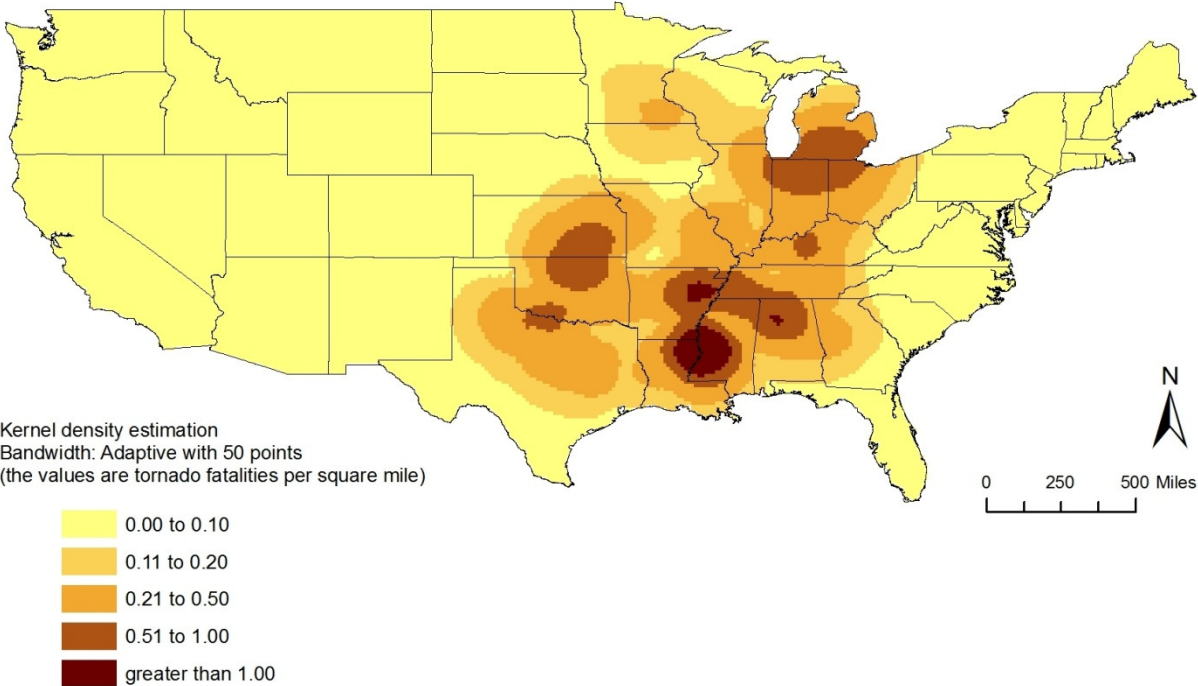 N
0 250 500 Miles
Kernel density estimation
Bandwidth: Adaptive with 50 points
(the values are tornado fatalities per square mile)
0.00 to 0.10
0.11 to 0.20
0.21 to 0.50
0.51 to 1.00
greater than 1.00